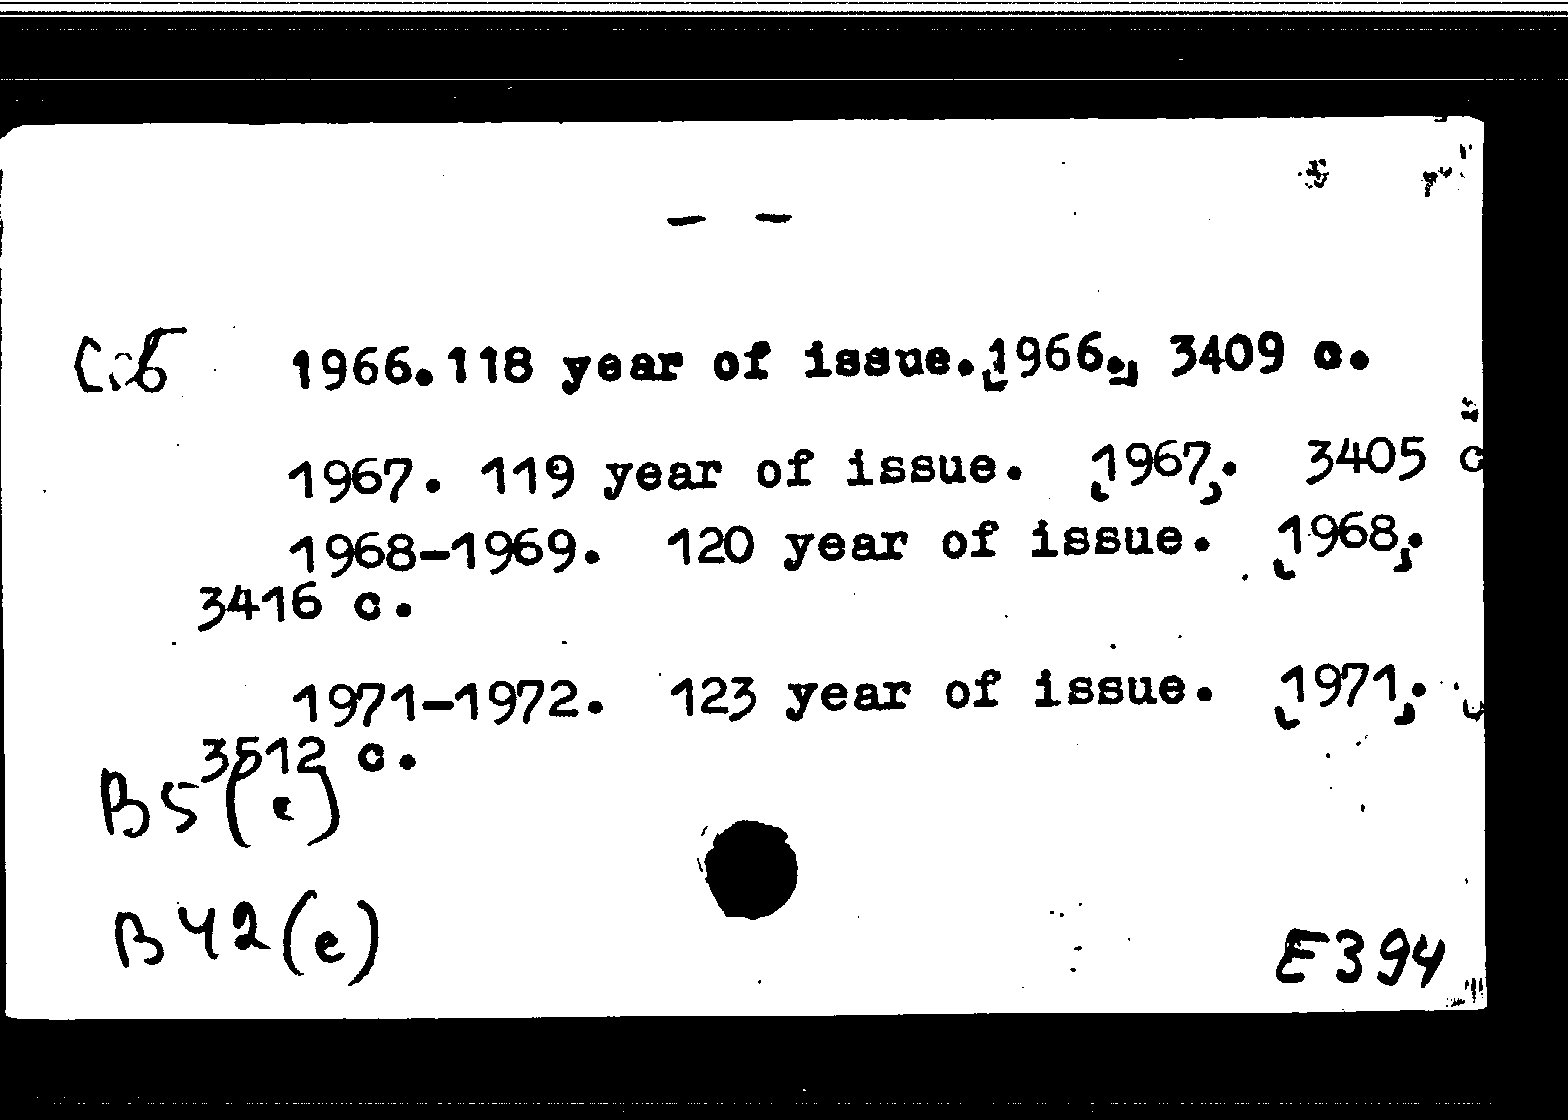 – –
Сб 1966.118 year of issue.[1966.] 3409 c.
1967. 119 year of issue. [1967]. 3405 c
1968-1969. 120 year of issue. [1968].
3416 c.
1971-1972. 123 year of issue. [1971].
3512 c.
B5(e)
B42(e)
E394